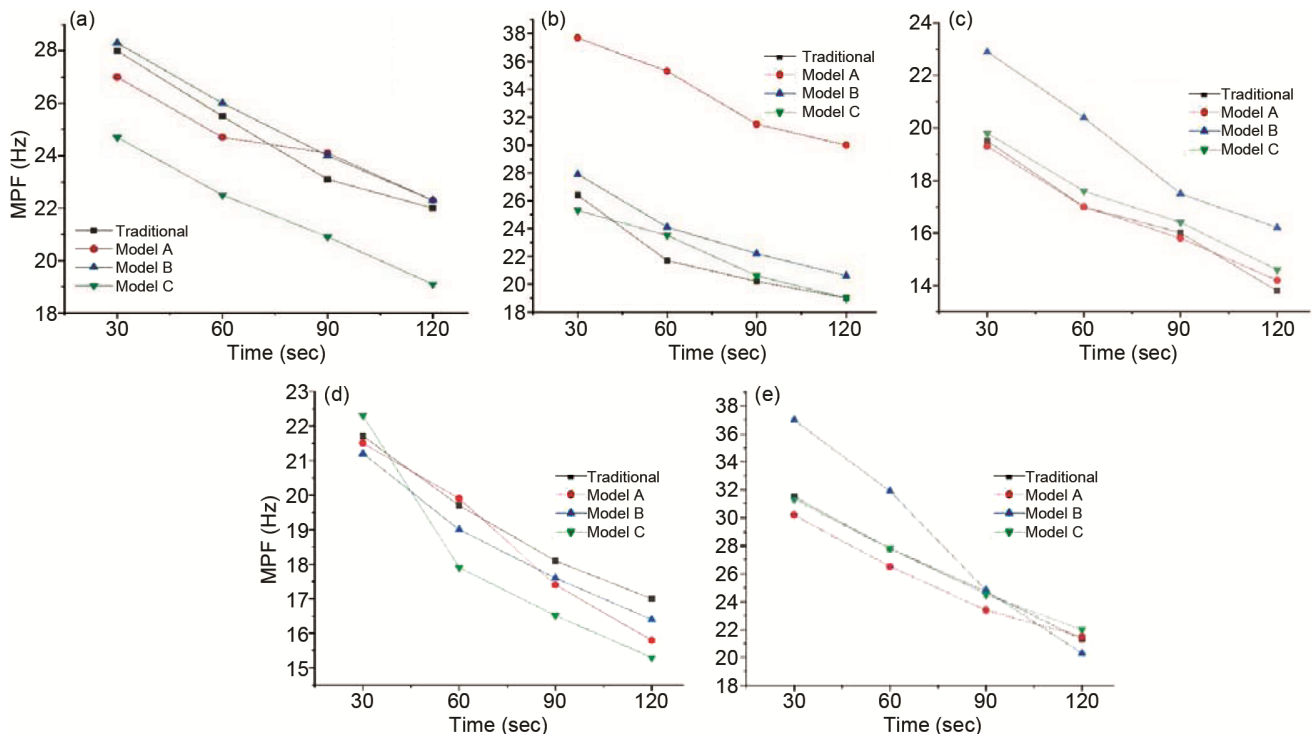 (a)
MPF (Hz)
28
26
24
22
20
19
18
Traditional
Model A
Model B
Model C
30 60 90 120
Time (sec)
(b)
38
36
34
32
30
28
26
24
22
20
18
Traditional
Model A
Model B
Model C
30 60 90 120
Time (sec)
(c)
24
22
20
18
16
14
Traditional
Model A
Model B
Model C
30 60 90 120
Time (sec)
(d)
MPF (Hz)
23
22
21
20
19
18
17
16
15
Traditional
Model A
Model B
Model C
30 60 90 120
Time (sec)
(e)
38
36
36
32
30
28
26
24
22
20
18
Traditional
Model A
Model B
Model C
30 60 90 120
Time (sec)